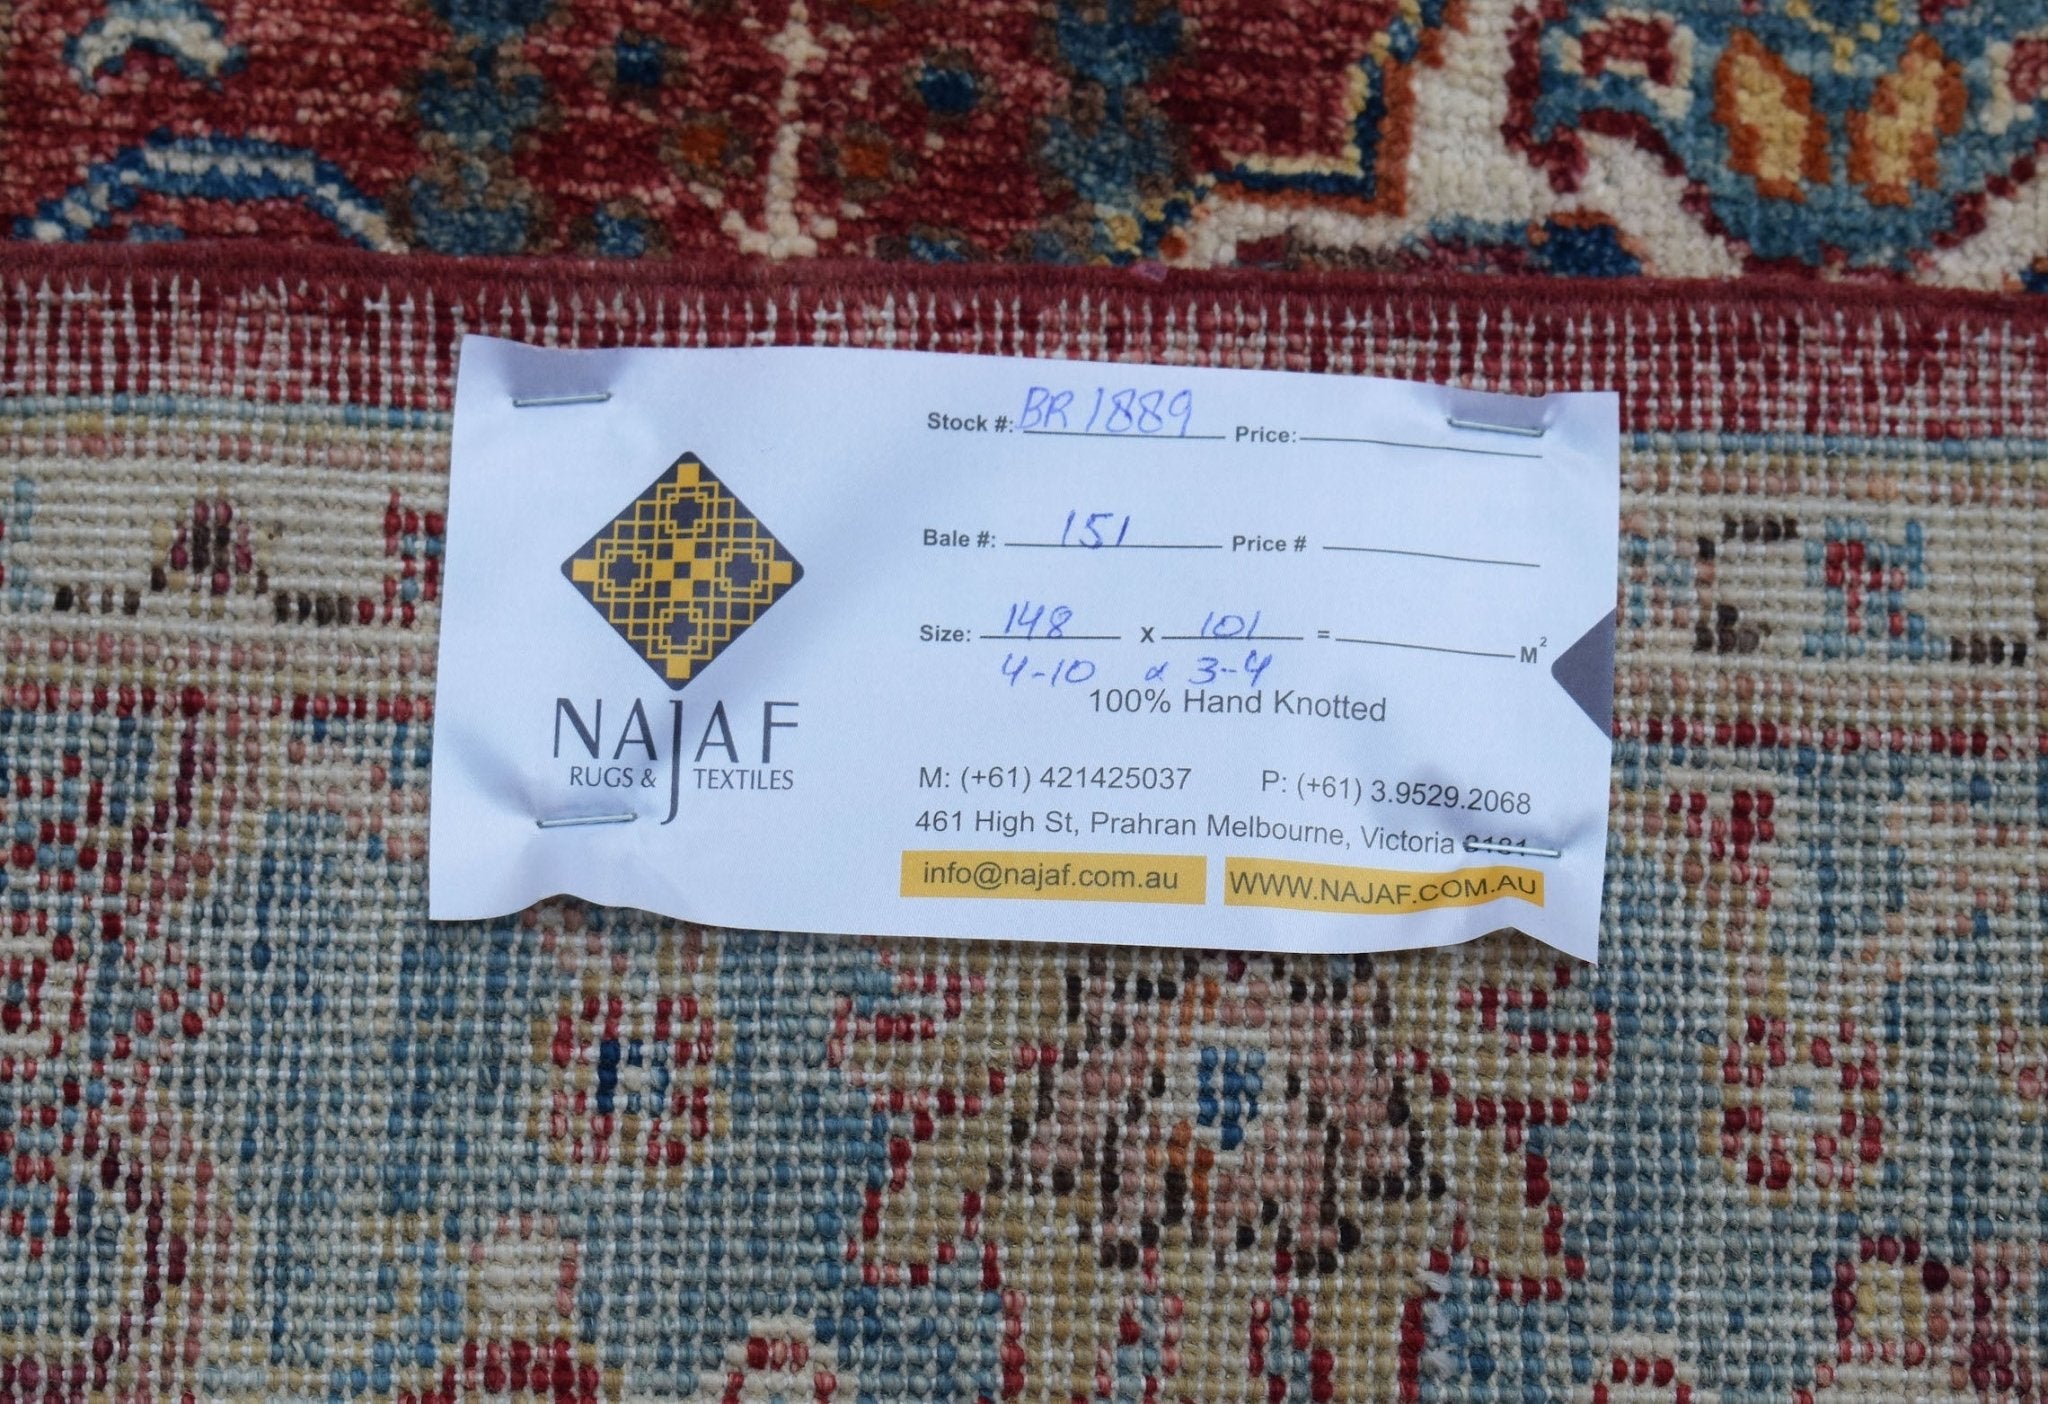 NAJAF
RUGS & TEXTILES
Stock #: BR1889 Price:
Bale #: 151 Price #
Size: 148 x 101 = M²
4-10 x 3-4
100% Hand Knotted
M: (+61) 421425037 P: (+61) 3.9529.2068
461 High St, Prahran Melbourne, Victoria 3181
info@najaf.com.au WWW.NAJAF.COM.AU